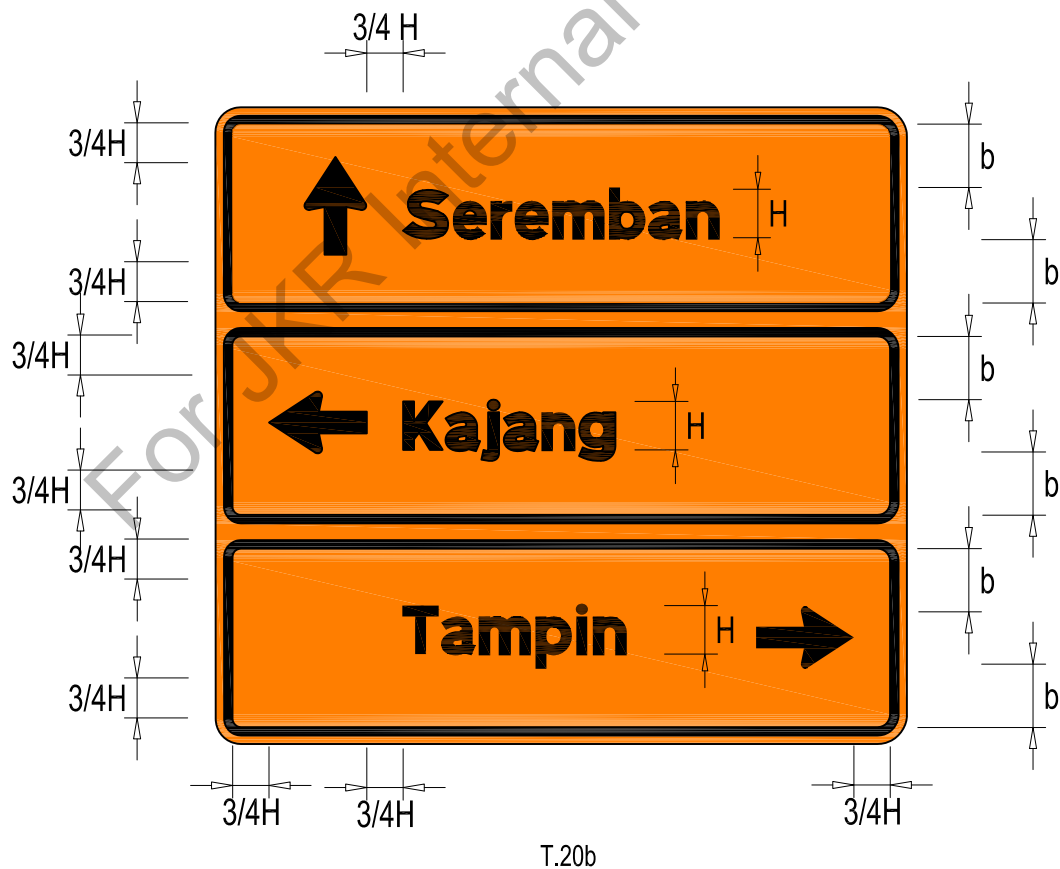 3/4 H
3/4H
b
Seremban
H
3/4H
b
3/4H
b
Kajang
H
3/4H
b
3/4H
b
Tampin
H
3/4H
b
3/4H
3/4H
3/4H
T.20b
For JKR Internal